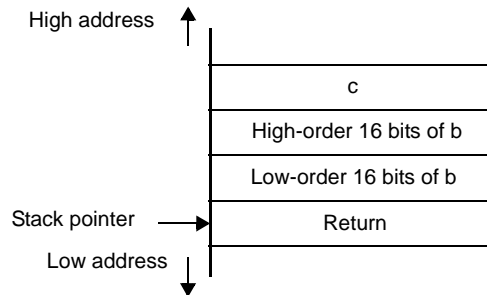 High address
c
High-order 16 bits of b
Low-order 16 bits of b
Stack pointer
Return
Low address